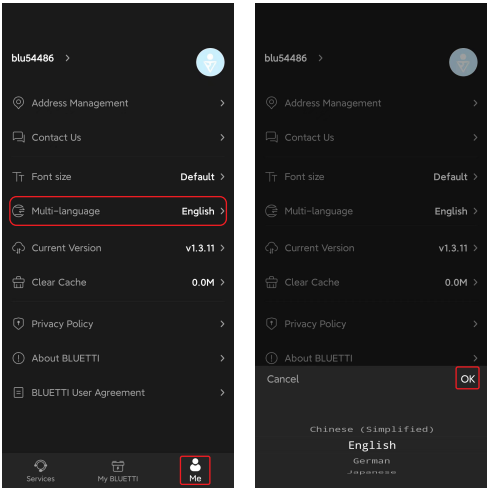 blu54486
Address Management
Contact Us
Font size Default
Multi-language English
Current Version v1.3.11
Clear Cache 0.0M
Privacy Policy
About BLUETTI
BLUETTI User Agreement
Services My BLUETTI Me
blu54486
Address Management
Contact Us
Font size Default
Multi-language English
Current Version v1.3.11
Clear Cache 0.0M
Privacy Policy
About BLUETTI
Cancel OK
Chinese (Simplified)
English
German
Japanese